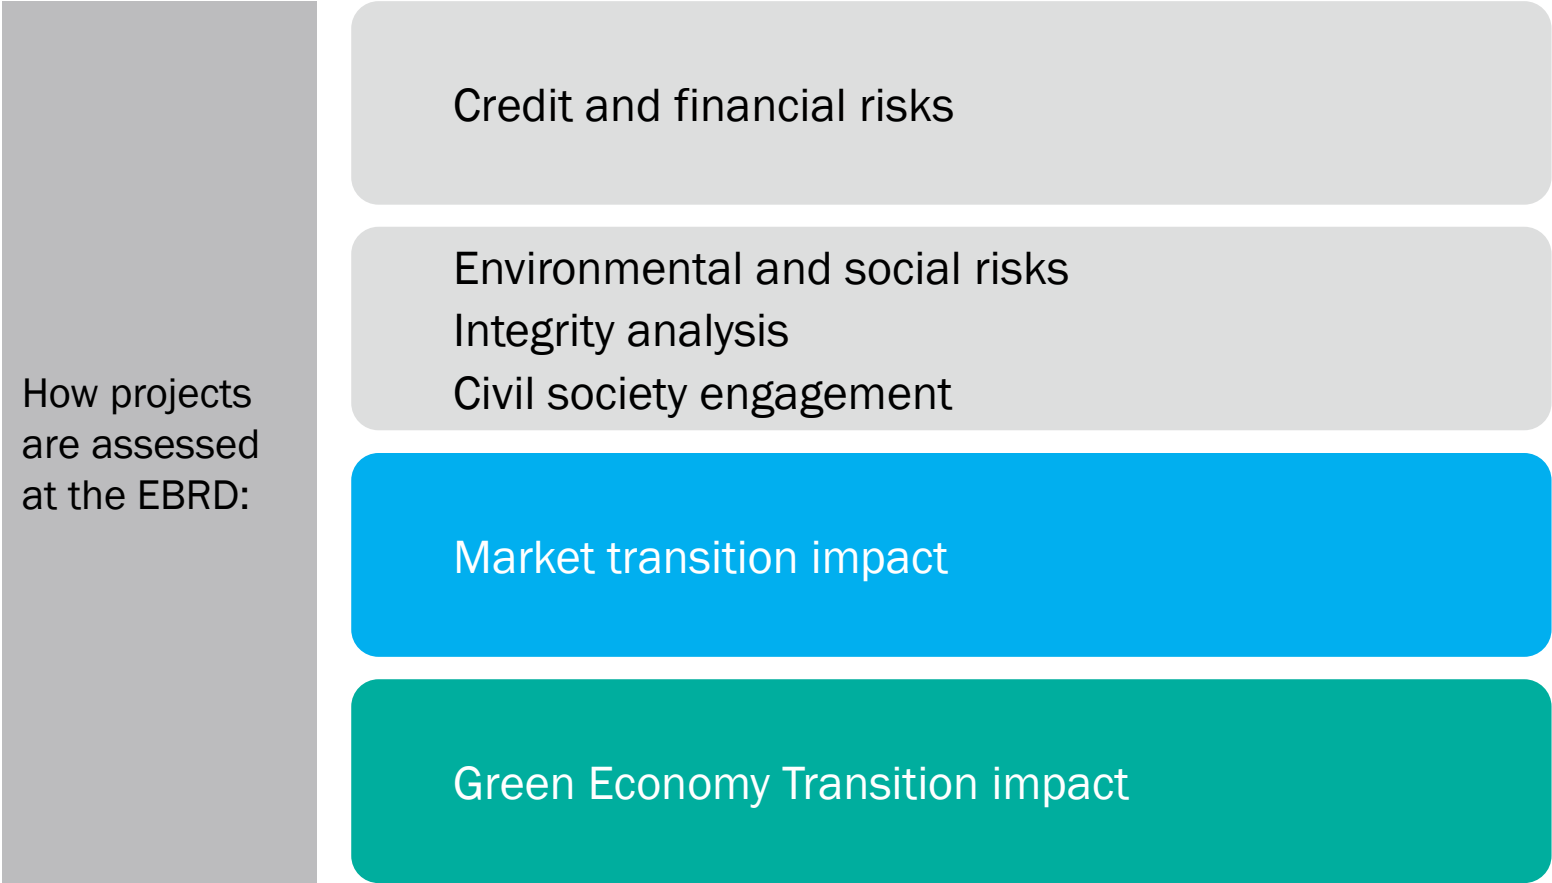 How projects
are assessed
at the EBRD:
Credit and financial risks
Environmental and social risks
Integrity analysis
Civil society engagement
Market transition impact
Green Economy Transition impact